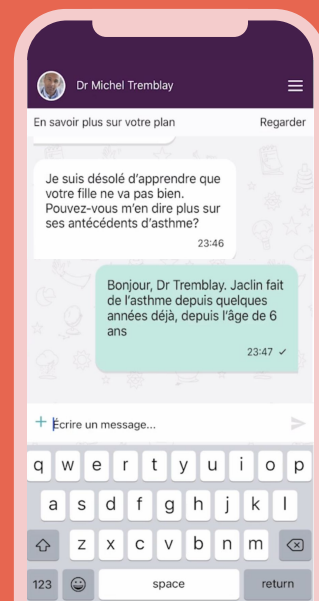 Dr Michel Tremblay
En savoir plus sur votre plan Regarder
Je suis désolé d'apprendre que
votre fille ne va pas bien.
Pouvez-vous m'en dire plus sur
ses antécédents d'asthme?
23:46
Bonjour, Dr Tremblay. Jaclin fait
de l'asthme depuis quelques
années déjà, depuis l'âge de 6
ans
23:47
Écrire un message...
q w e r t y u i o p
a s d f g h j k l
z x c v b n m
123 space return